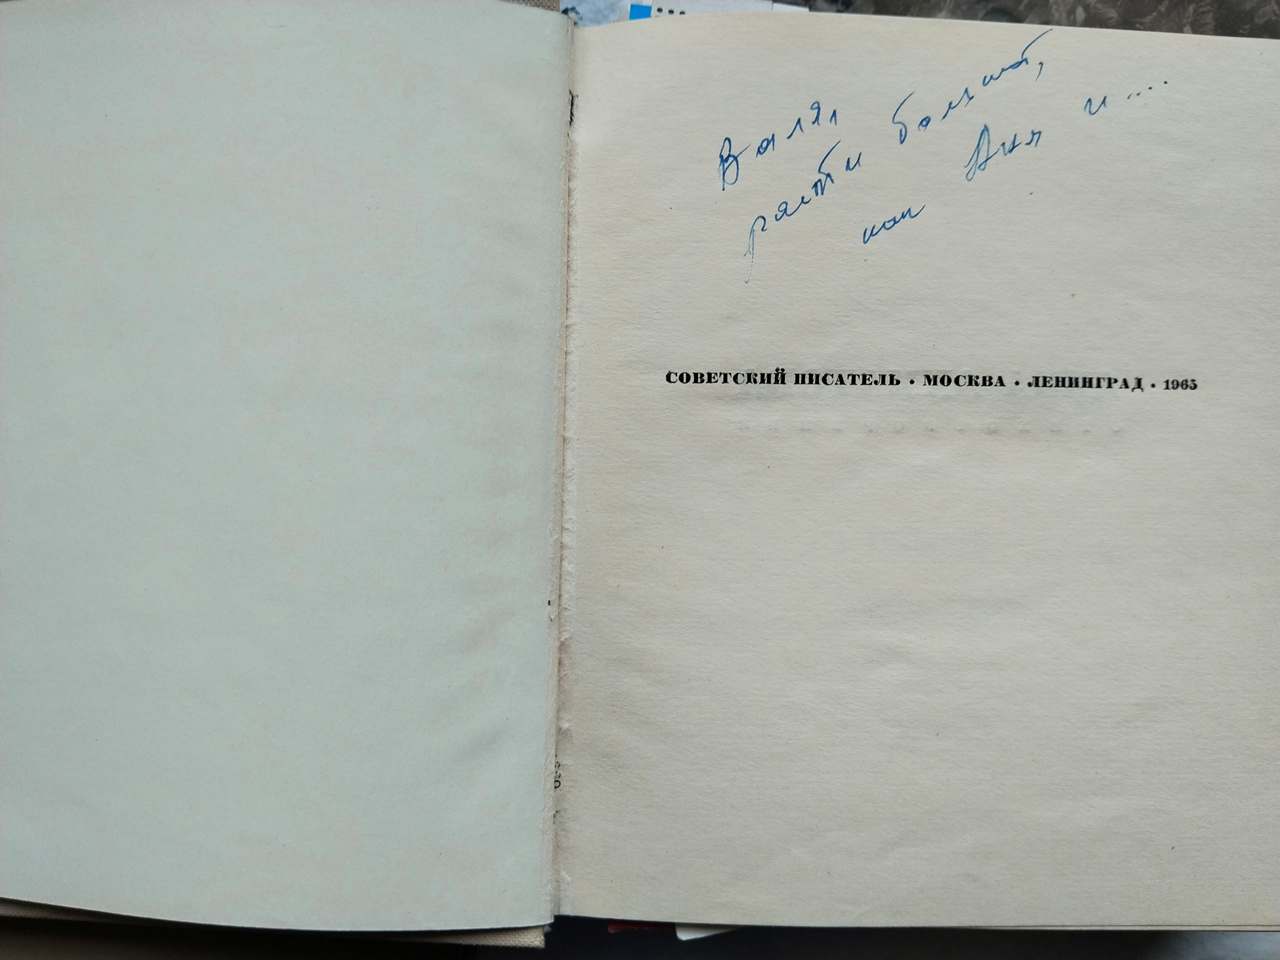 Валя,
расти большой,
как Аня и....
СОВЕТСКИЙ ПИСАТЕЛЬ • МОСКВА • ЛЕНИНГРАД • 1965